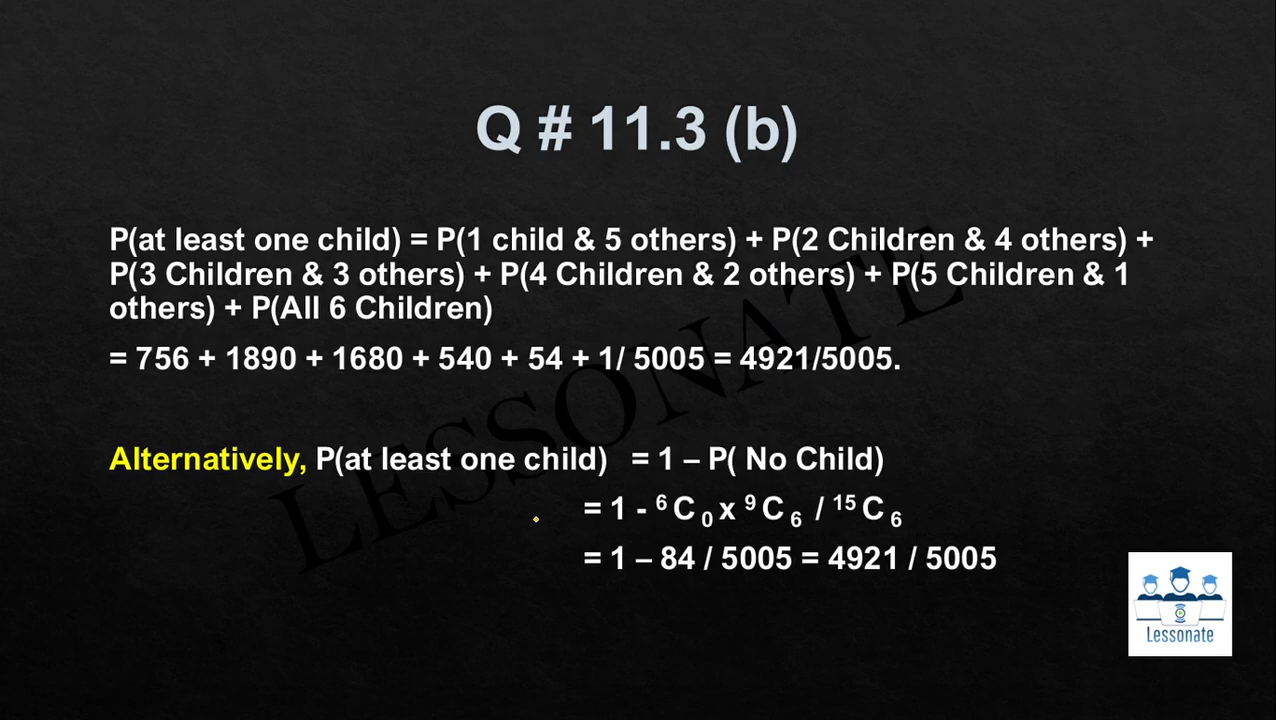 Q # 11.3 (b)
P(at least one child) = P(1 child & 5 others) + P(2 Children & 4 others) +
P(3 Children & 3 others) + P(4 Children & 2 others) + P(5 Children & 1
others) + P(All 6 Children)
= 756 + 1890 + 1680 + 540 + 54 + 1/ 5005 = 4921/5005.
Alternatively, P(at least one child) = 1 – P( No Child)
= 1 - ⁶C₀ x ⁹C₆ / ¹⁵C₆
= 1 – 84 / 5005 = 4921 / 5005
LESSONATE
Lessonate